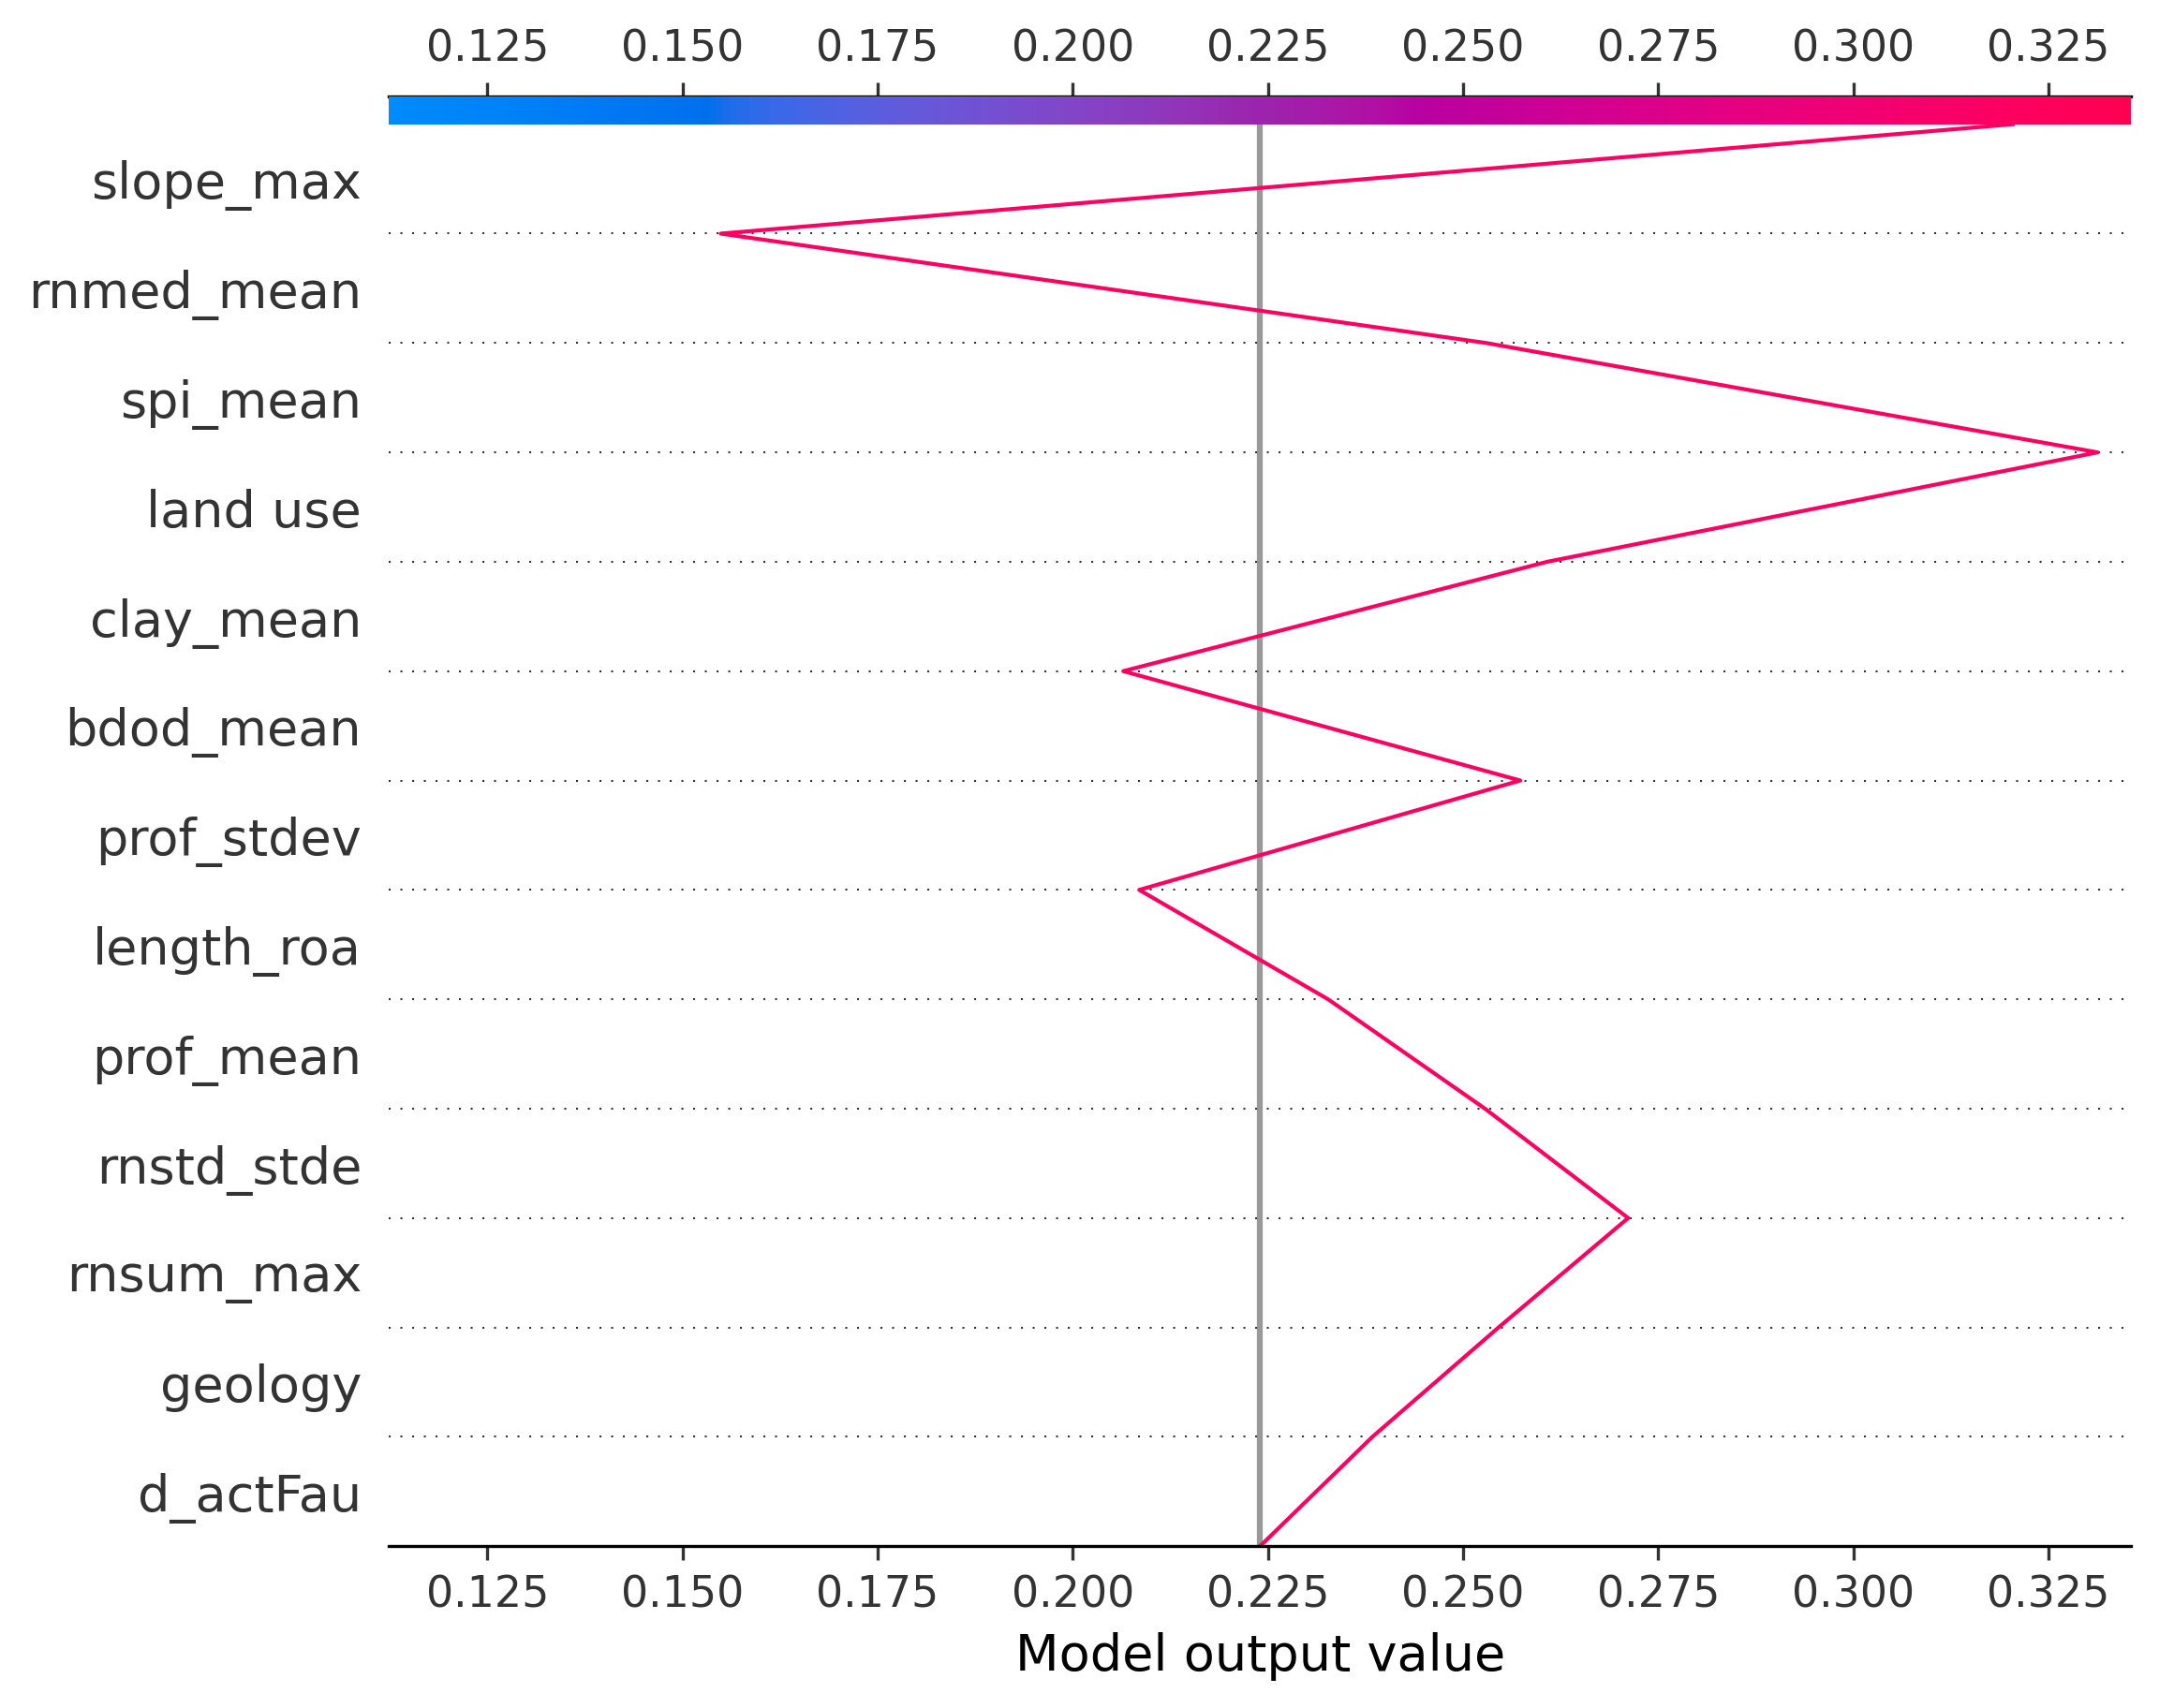 0.125 0.150 0.175 0.200 0.225 0.250 0.275 0.300 0.325
slope_max
rnmed_mean
spi_mean
land use
clay_mean
bdod_mean
prof_stdev
length_roa
prof_mean
rnstd_stde
rnsum_max
geology
d_actFau
0.125 0.150 0.175 0.200 0.225 0.250 0.275 0.300 0.325
Model output value